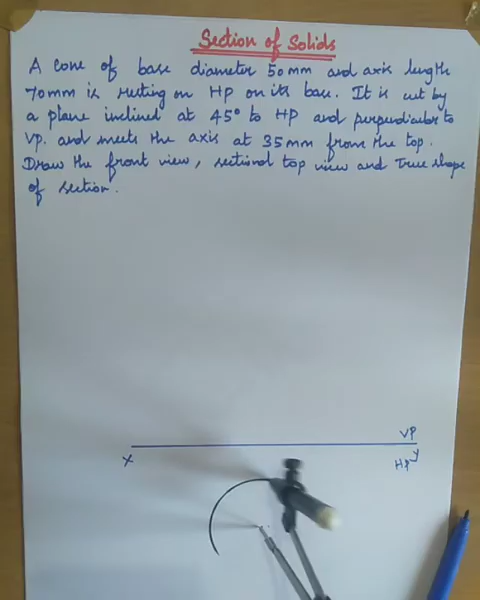 Section of Solids
A cone of base diameter 50mm and axis length
70mm is resting on HP on its base. It is cut by
a plane inclined at 45° to HP and perpendicular to
VP. and meets the axis at 35mm from the top.
Draw the front view, sectional top view and True shape
of section.
VP
X
Y
HP